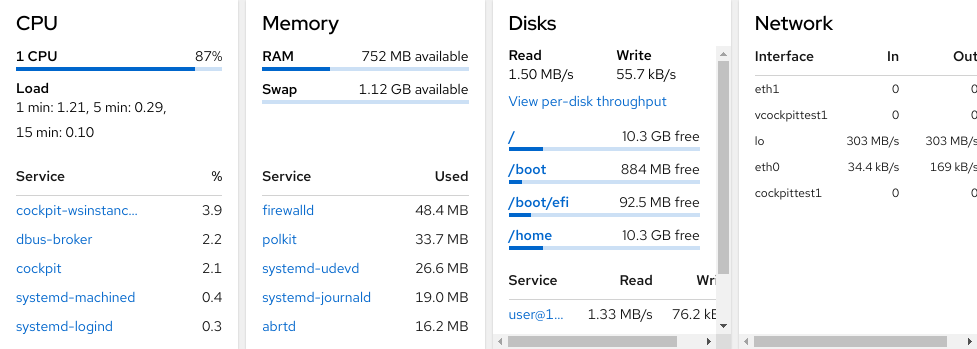 CPU
1 CPU 87%
Load
1 min: 1.21, 5 min: 0.29,
15 min: 0.10
Service %
cockpit-wsinstanc... 3.9
dbus-broker 2.2
cockpit 2.1
systemd-machined 0.4
systemd-logind 0.3
Memory
RAM 752 MB available
Swap 1.12 GB available
Service Used
firewalld 48.4 MB
polkit 33.7 MB
systemd-udevd 26.6 MB
systemd-journald 19.0 MB
abrtd 16.2 MB
Disks
Read Write
1.50 MB/s 55.7 kB/s
View per-disk throughput
/ 10.3 GB free
/boot 884 MB free
/boot/efi 92.5 MB free
/home 10.3 GB free
Service Read
user@1... 1.33 MB/s 76.2
Network
Interface In Out
eth1 0 0
vcockpittest1 0 0
lo 303 MB/s 303 MB/s
eth0 34.4 kB/s 169 kB/s
cockpittest1 0 0